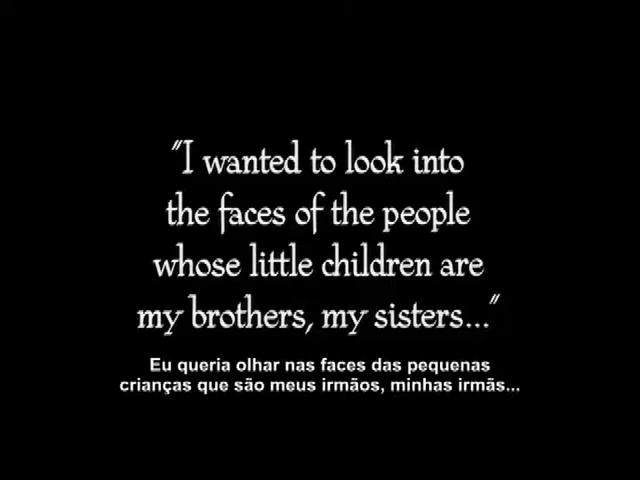 "I wanted to look into
the faces of the people
whose little children are
my brothers, my sisters..."
Eu queria olhar nas faces das pequenas
crianças que são meus irmãos, minhas irmãs...